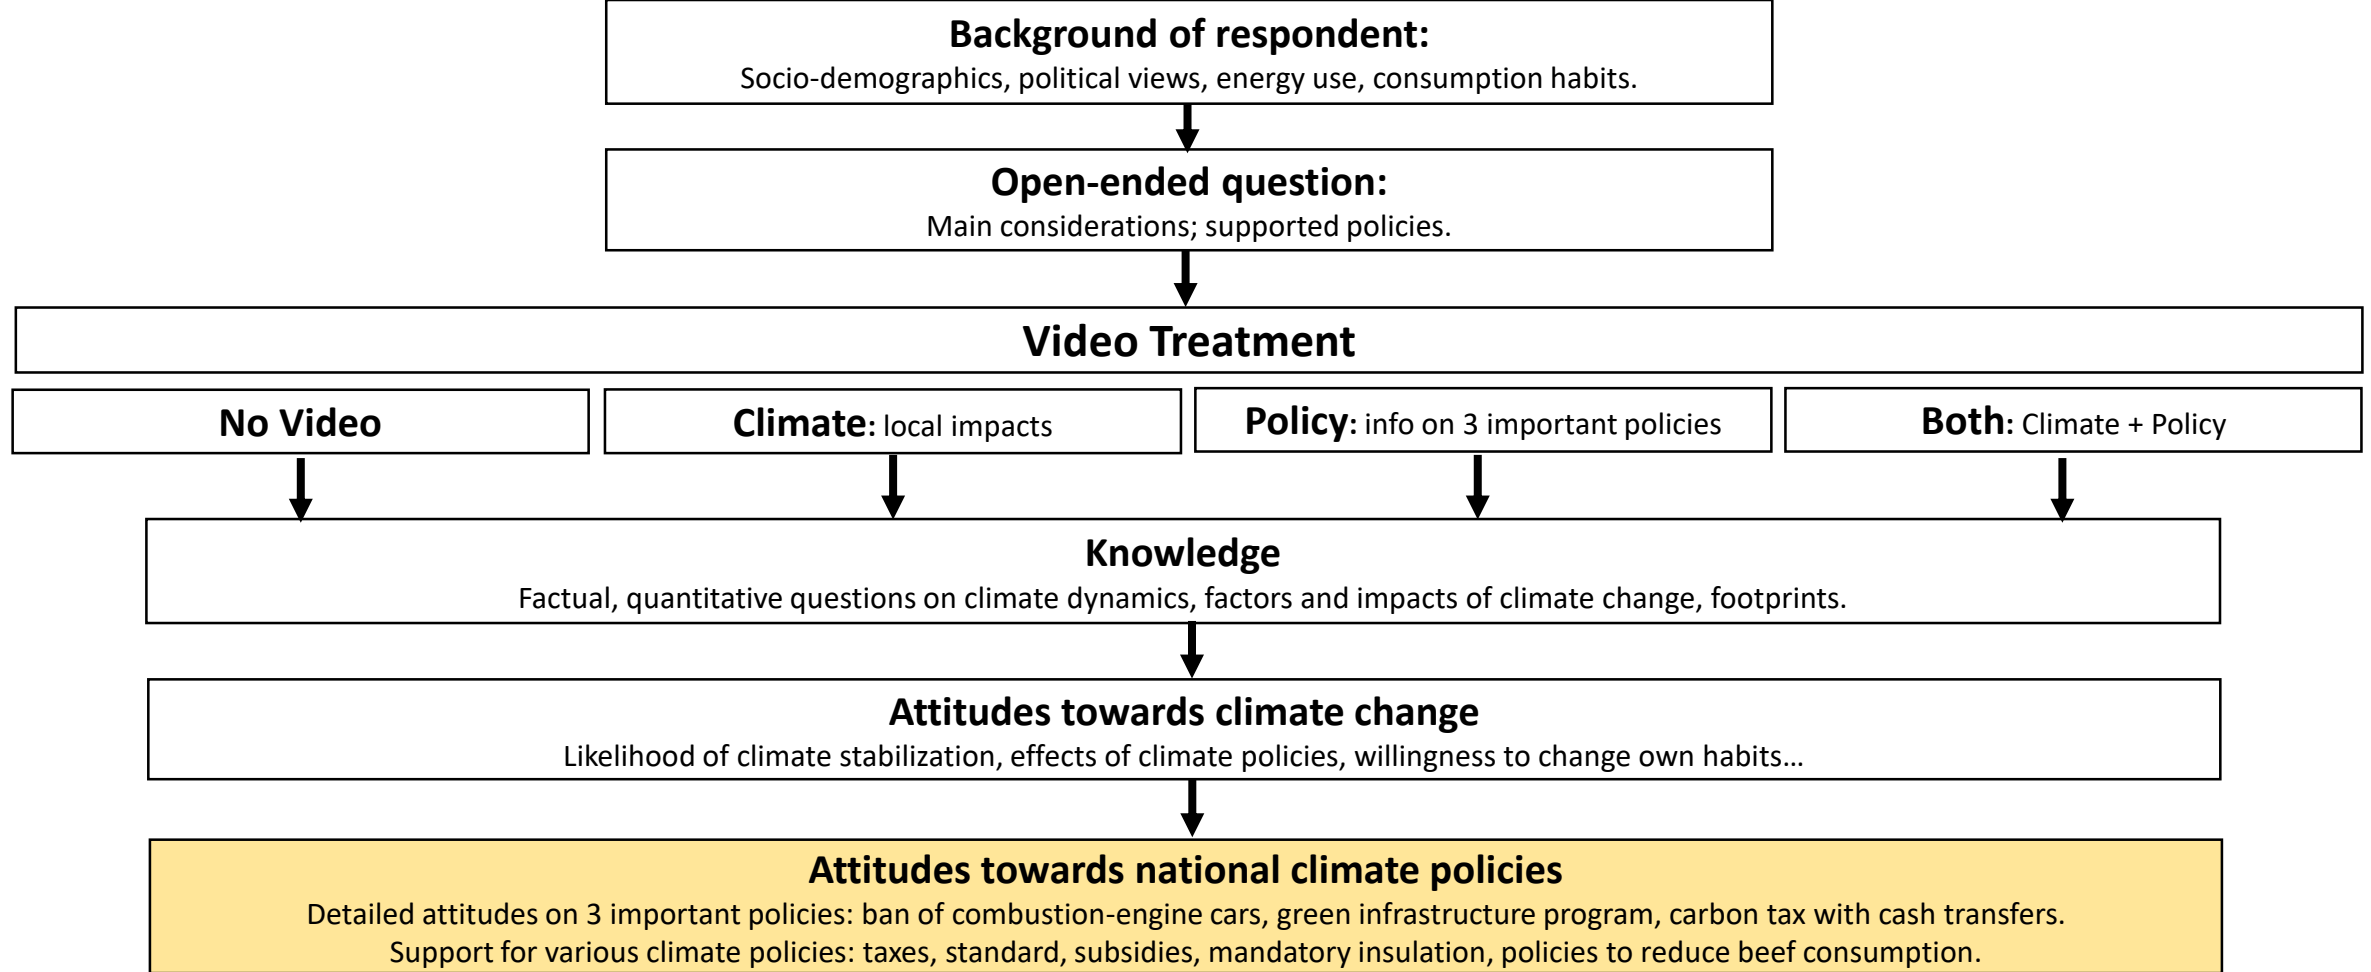 Background of respondent:
Socio-demographics, political views, energy use, consumption habits.
Open-ended question:
Main considerations; supported policies.
Video Treatment
No Video
Climate: local impacts
Policy: info on 3 important policies
Both: Climate + Policy
Knowledge
Factual, quantitative questions on climate dynamics, factors and impacts of climate change, footprints.
Attitudes towards climate change
Likelihood of climate stabilization, effects of climate policies, willingness to change own habits…
Attitudes towards national climate policies
Detailed attitudes on 3 important policies: ban of combustion-engine cars, green infrastructure program, carbon tax with cash transfers.
Support for various climate policies: taxes, standard, subsidies, mandatory insulation, policies to reduce beef consumption.